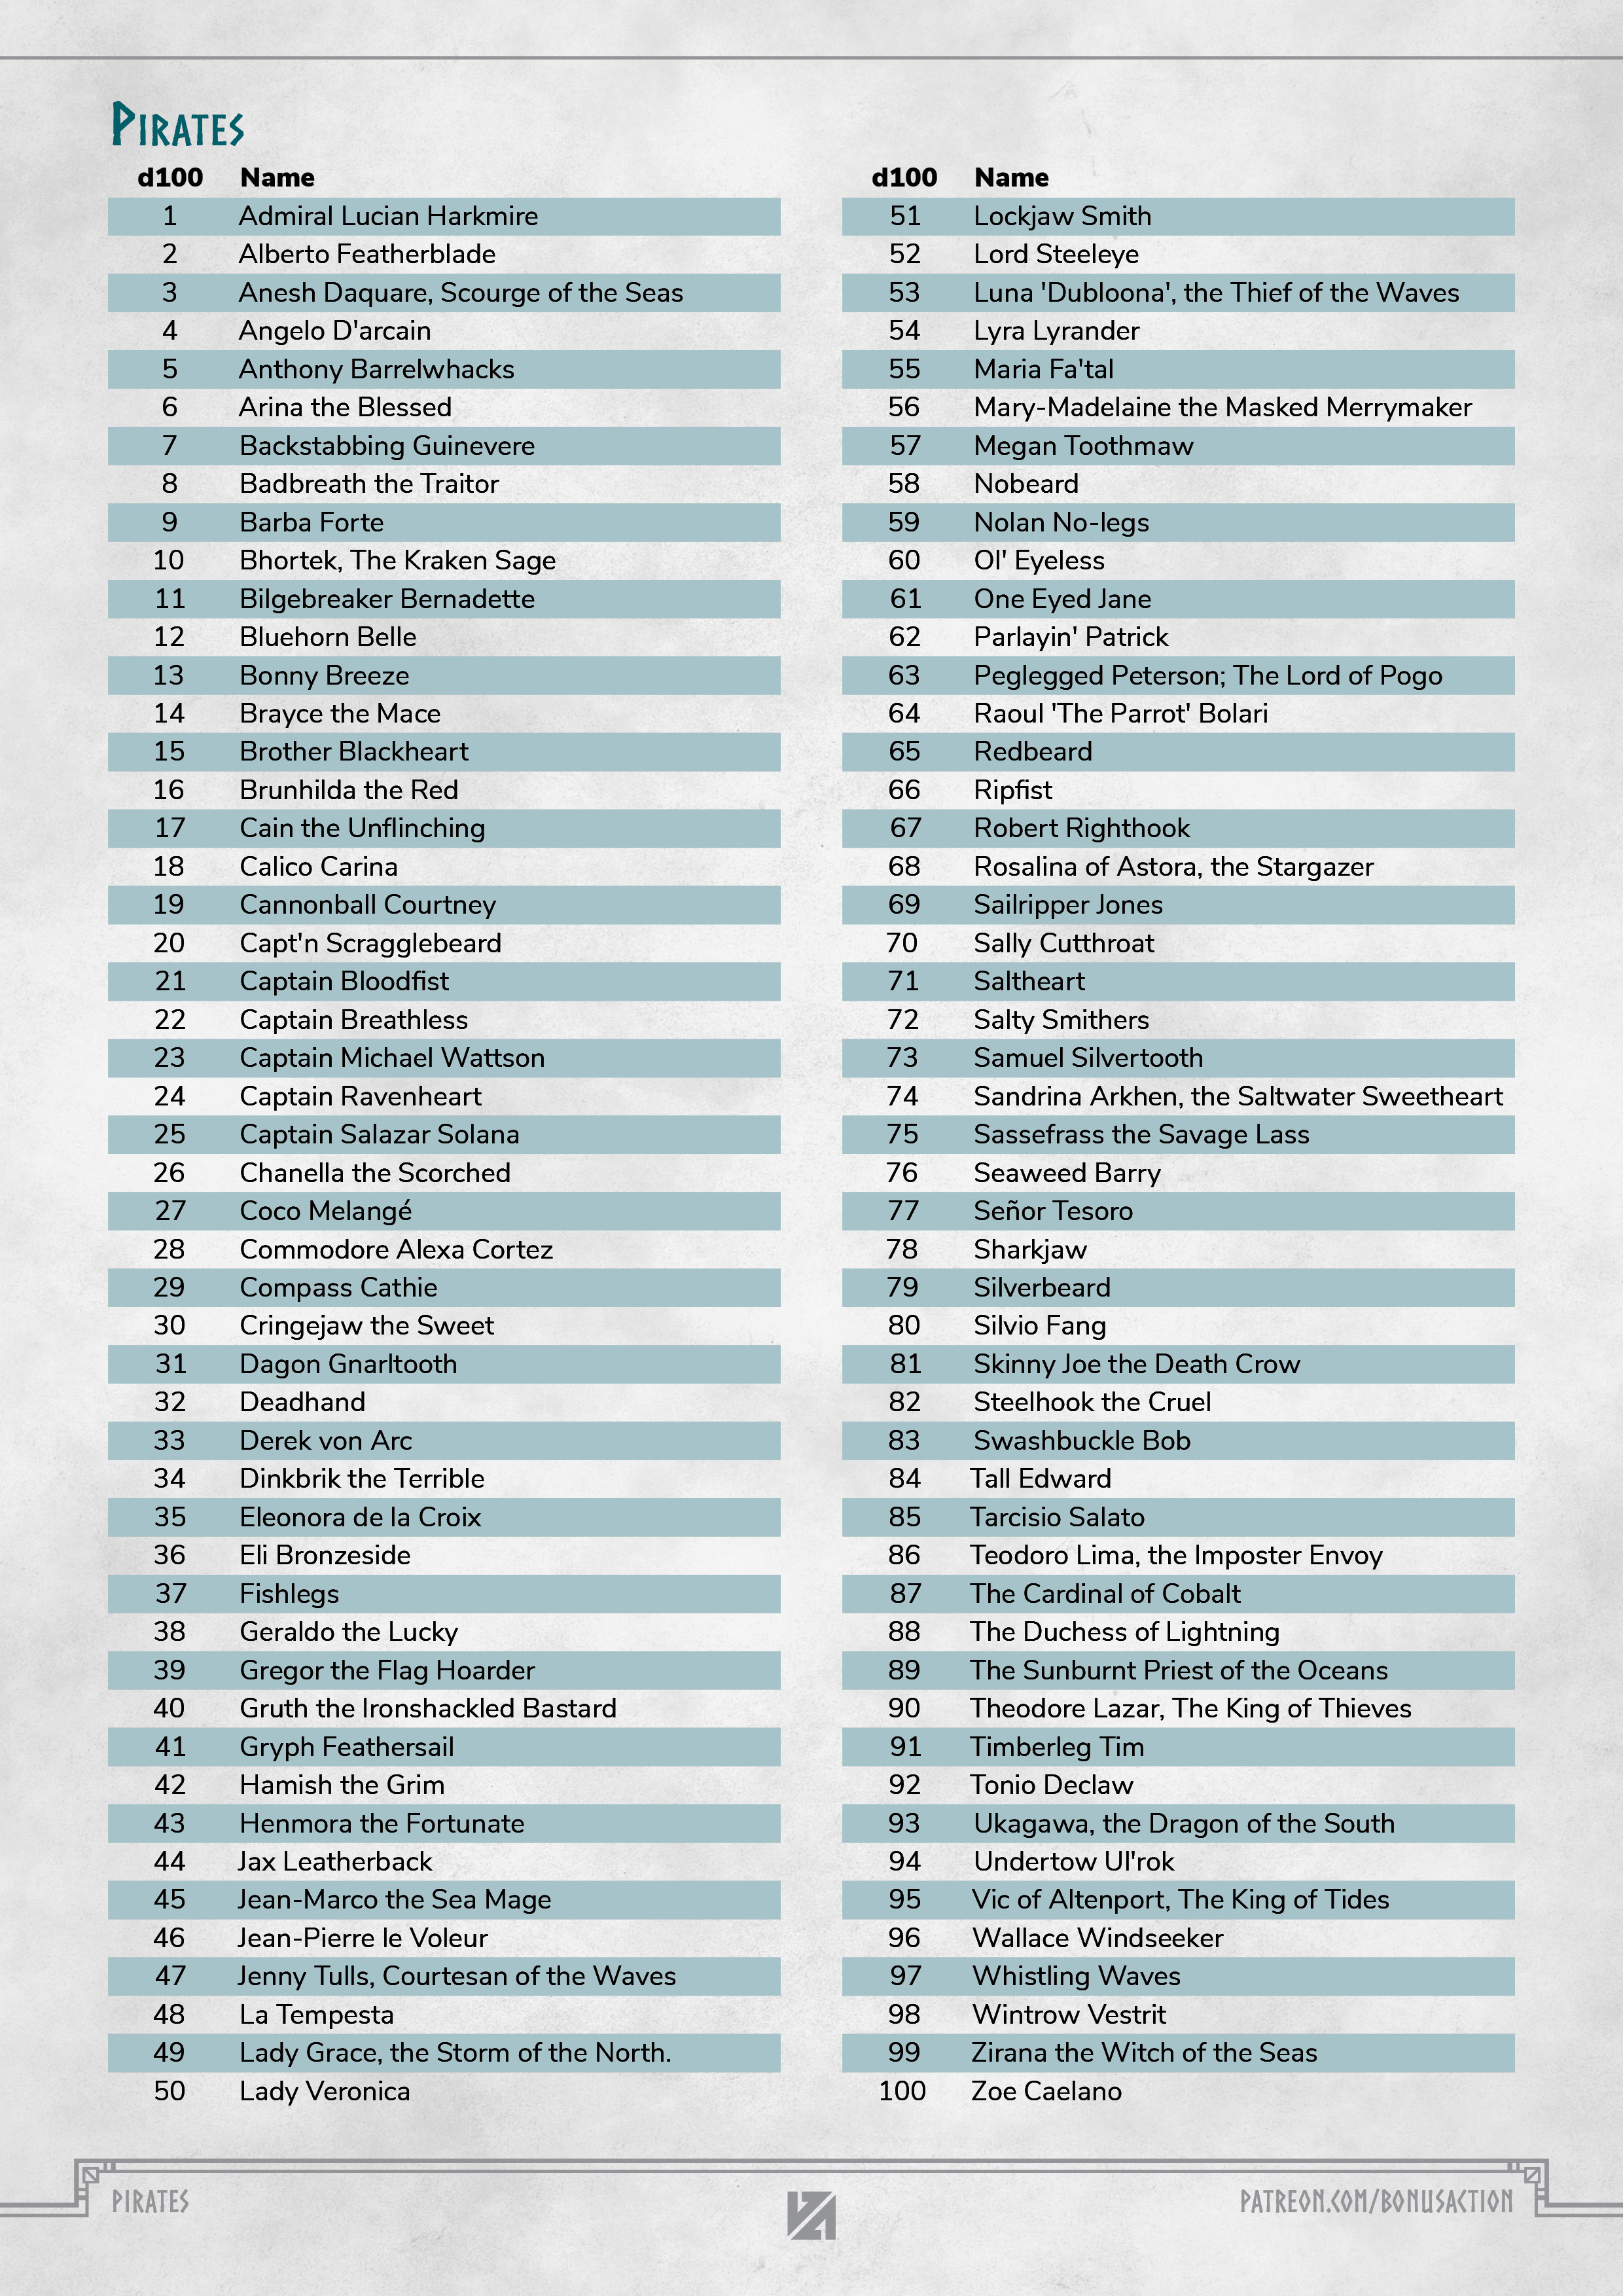 Pirates
d100 Name
1 Admiral Lucian Harkmire
2 Alberto Featherblade
3 Anesh Daquare, Scourge of the Seas
4 Angelo D'arcain
5 Anthony Barrelwhacks
6 Arina the Blessed
7 Backstabbing Guinevere
8 Badbreath the Traitor
9 Barba Forte
10 Bhortek, The Kraken Sage
11 Bilgebreaker Bernadette
12 Bluehorn Belle
13 Bonny Breeze
14 Brayce the Mace
15 Brother Blackheart
16 Brunhilda the Red
17 Cain the Unflinching
18 Calico Carina
19 Cannonball Courtney
20 Capt'n Scragglebeard
21 Captain Bloodfist
22 Captain Breathless
23 Captain Michael Wattson
24 Captain Ravenheart
25 Captain Salazar Solana
26 Chanella the Scorched
27 Coco Melangé
28 Commodore Alexa Cortez
29 Compass Cathie
30 Cringejaw the Sweet
31 Dagon Gnarltooth
32 Deadhand
33 Derek von Arc
34 Dinkbrik the Terrible
35 Eleonora de la Croix
36 Eli Bronzeside
37 Fishlegs
38 Geraldo the Lucky
39 Gregor the Flag Hoarder
40 Gruth the Ironshackled Bastard
41 Gryph Feathersail
42 Hamish the Grim
43 Henmora the Fortunate
44 Jax Leatherback
45 Jean-Marco the Sea Mage
46 Jean-Pierre le Voleur
47 Jenny Tulls, Courtesan of the Waves
48 La Tempesta
49 Lady Grace, the Storm of the North.
50 Lady Veronica
d100 Name
51 Lockjaw Smith
52 Lord Steeleye
53 Luna 'Dubloona', the Thief of the Waves
54 Lyra Lyrander
55 Maria Fa'tal
56 Mary-Madelaine the Masked Merrymaker
57 Megan Toothmaw
58 Nobeard
59 Nolan No-legs
60 Ol' Eyeless
61 One Eyed Jane
62 Parlayin' Patrick
63 Peglegged Peterson; The Lord of Pogo
64 Raoul 'The Parrot' Bolari
65 Redbeard
66 Ripfist
67 Robert Righthook
68 Rosalina of Astora, the Stargazer
69 Sailripper Jones
70 Sally Cutthroat
71 Saltheart
72 Salty Smithers
73 Samuel Silvertooth
74 Sandrina Arkhen, the Saltwater Sweetheart
75 Sassefrass the Savage Lass
76 Seaweed Barry
77 Señor Tesoro
78 Sharkjaw
79 Silverbeard
80 Silvio Fang
81 Skinny Joe the Death Crow
82 Steelhook the Cruel
83 Swashbuckle Bob
84 Tall Edward
85 Tarcisio Salato
86 Teodoro Lima, the Imposter Envoy
87 The Cardinal of Cobalt
88 The Duchess of Lightning
89 The Sunburnt Priest of the Oceans
90 Theodore Lazar, The King of Thieves
91 Timberleg Tim
92 Tonio Declaw
93 Ukagawa, the Dragon of the South
94 Undertow Ul'rok
95 Vic of Altenport, The King of Tides
96 Wallace Windseeker
97 Whistling Waves
98 Wintrow Vestrit
99 Zirana the Witch of the Seas
100 Zoe Caelano
PIRATES
PATREON.COM/BONUSACTION